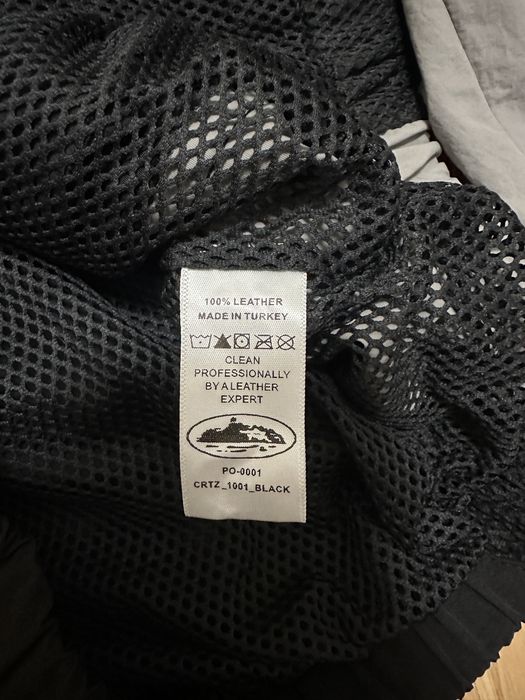 100% LEATHER
MADE IN TURKEY
CLEAN
PROFESSIONALLY
BY A LEATHER
EXPERT
PO-0001
CRTZ_1001_BLACK